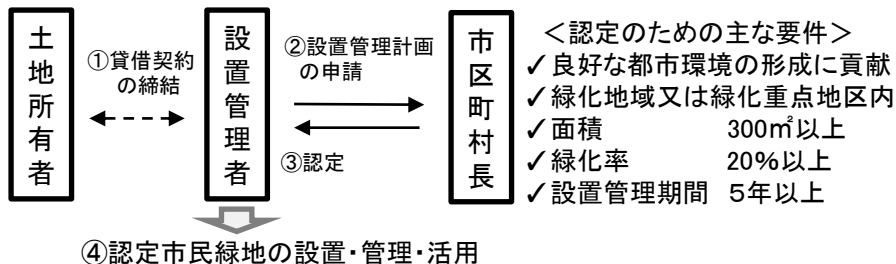 土地所有者
①貸借契約
の締結
設置管理者
②設置管理計画
の申請
③認定
市区町村長
＜認定のための主な要件＞
✓良好な都市環境の形成に貢献
✓緑化地域又は緑化重点地区内
✓面積 300㎡以上
✓緑化率 20％以上
✓設置管理期間 5年以上
④認定市民緑地の設置・管理・活用